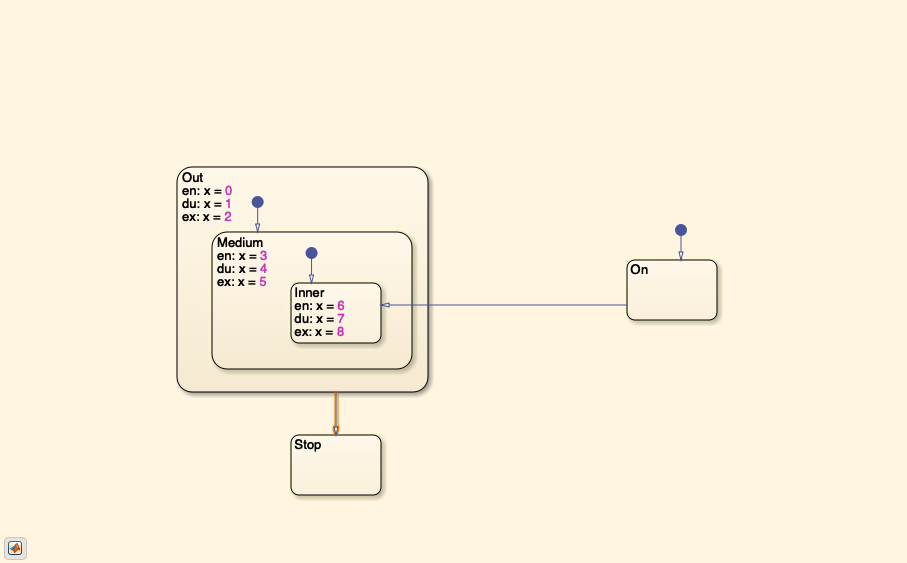 Out
en: x = 0
du: x = 1
ex: x = 2
Medium
en: x = 3
du: x = 4
ex: x = 5
Inner
en: x = 6
du: x = 7
ex: x = 8
On
Stop